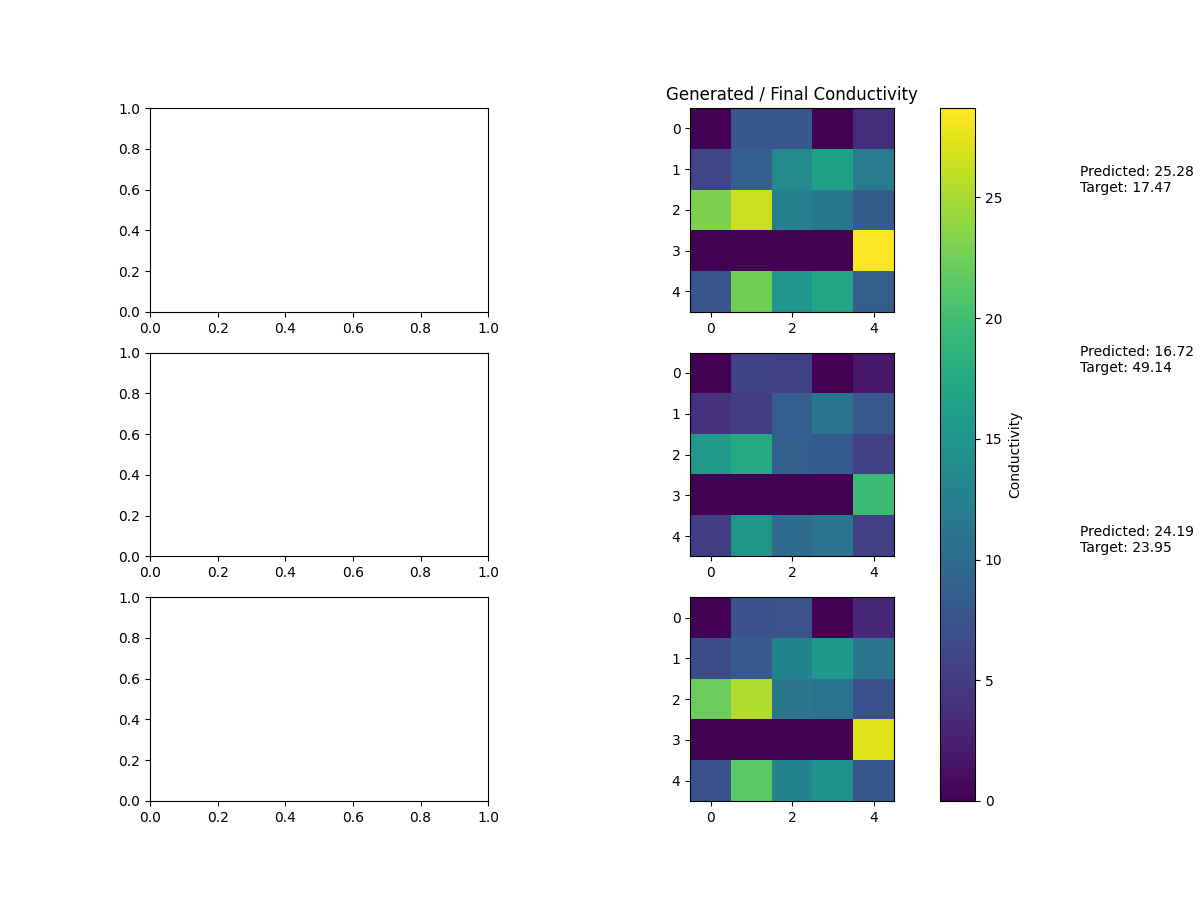 Generated / Final Conductivity
1.0
0.8
0.6
0.4
0.2
0.0
0.0 0.2 0.4 0.6 0.8 1.0
0
1
2
3
4
0 2 4
1.0
0.8
0.6
0.4
0.2
0.0
0.0 0.2 0.4 0.6 0.8 1.0
0
1
2
3
4
0 2 4
1.0
0.8
0.6
0.4
0.2
0.0
0.0 0.2 0.4 0.6 0.8 1.0
0
1
2
3
4
0 2 4
25
20
15
10
5
0
Conductivity
Predicted: 25.28
Target: 17.47
Predicted: 16.72
Target: 49.14
Predicted: 24.19
Target: 23.95